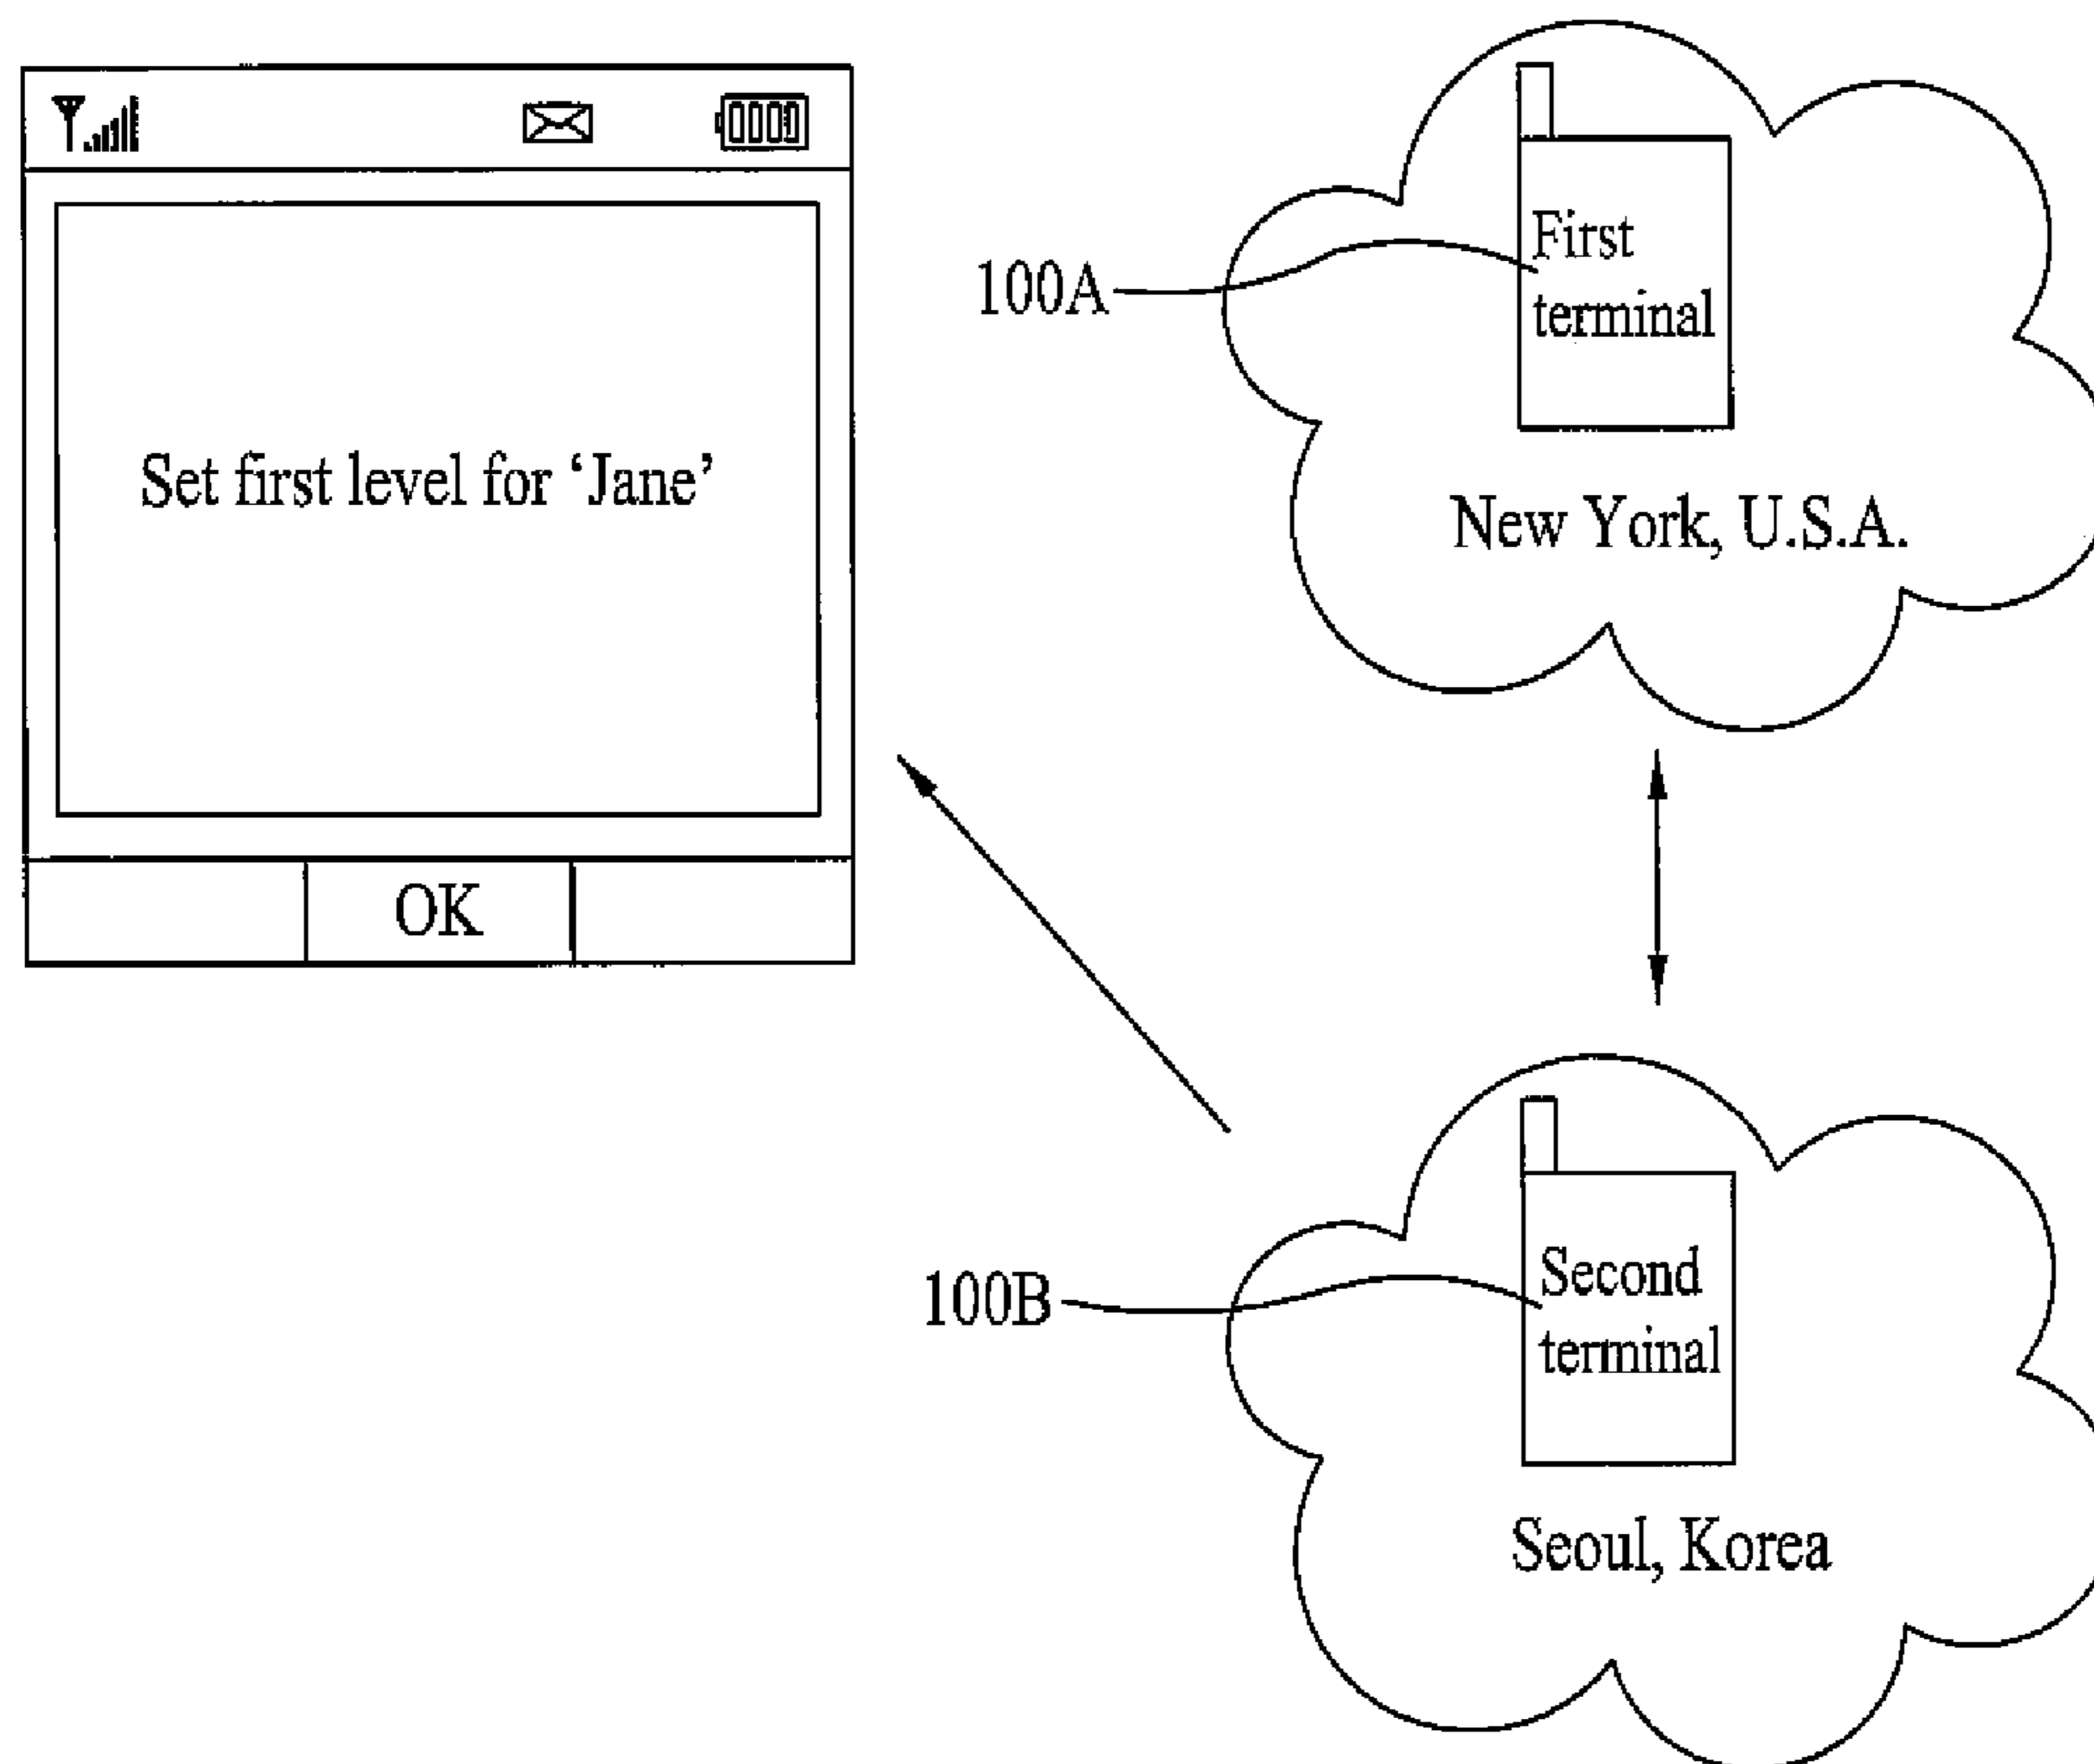 Set first level for ‘Jane’
OK
100A
First
terminal
New York, U.S.A.
100B
Second
terminal
Seoul, Korea